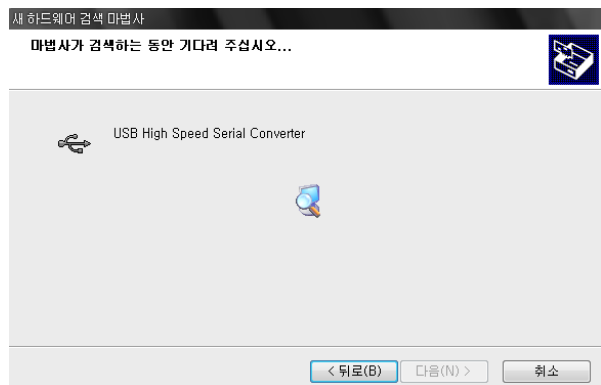 새 하드웨어 검색 마법사
마법사가 검색하는 동안 기다려 주십시오...
USB High Speed Serial Converter
< 뒤로(B)
다음(N) >
취소